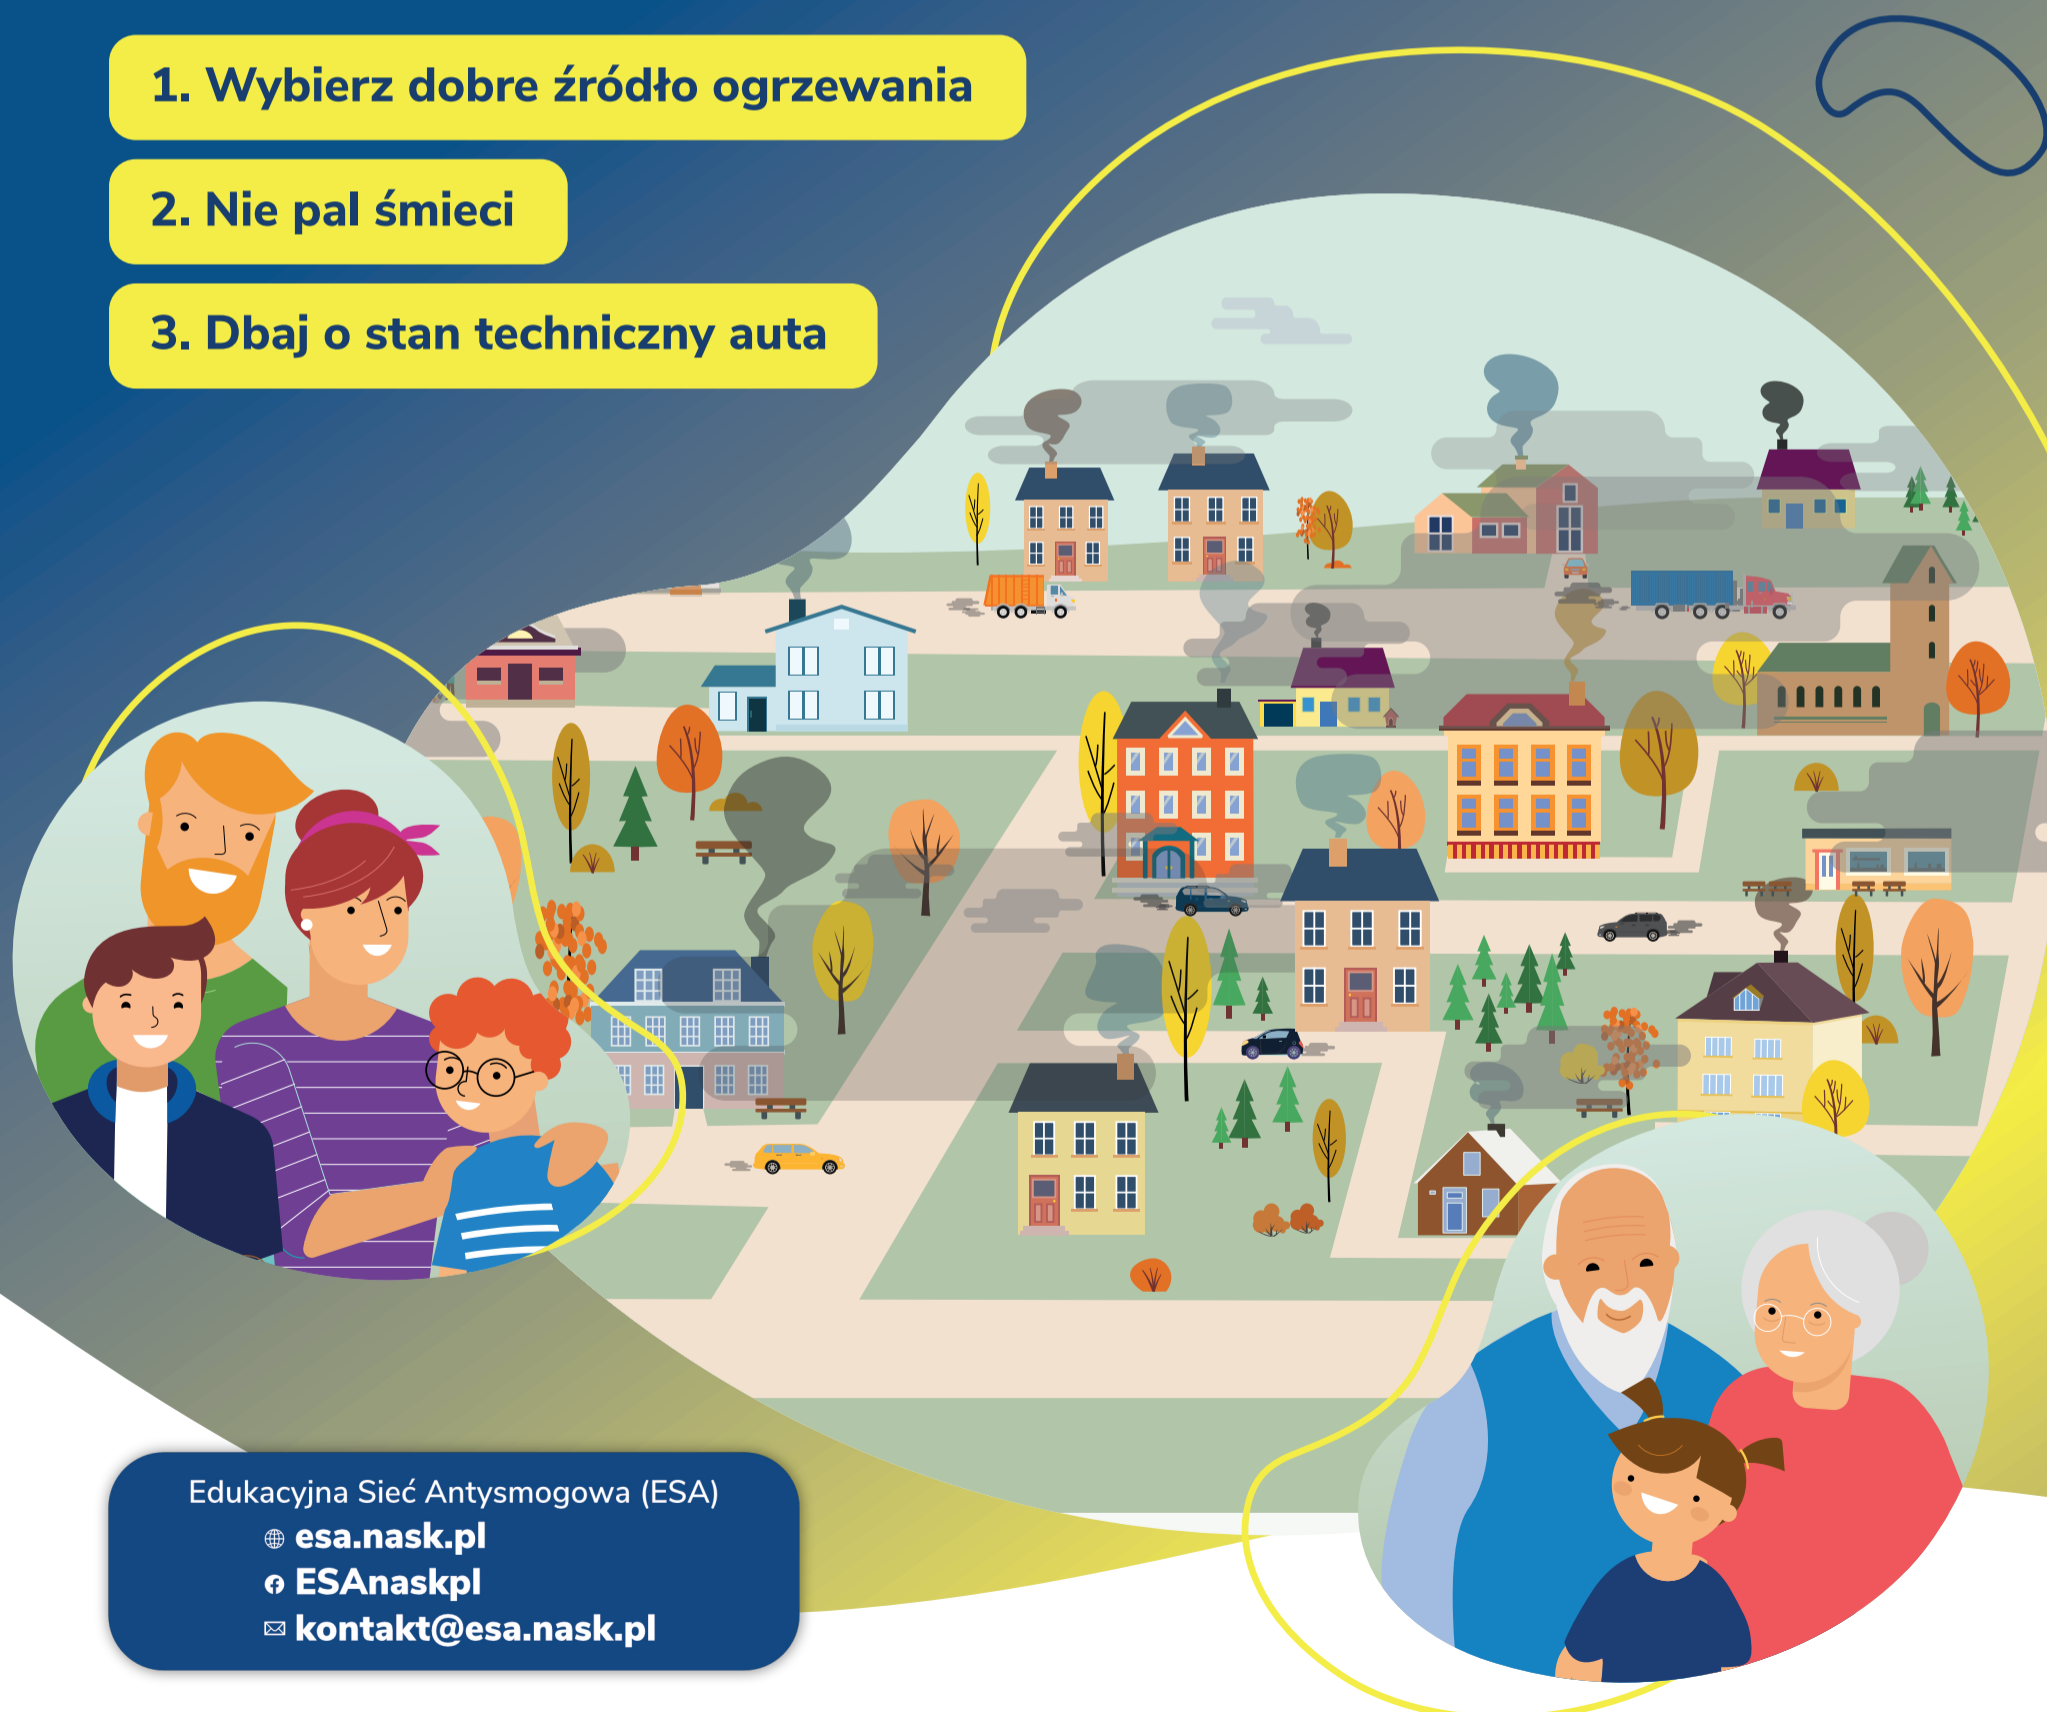 1. Wybierz dobre źródło ogrzewania
2. Nie pal śmieci
3. Dbaj o stan techniczny auta
Edukacyjna Sieć Antysmogowa (ESA)
esa.nask.pl
ESAnaskpl
kontakt@esa.nask.pl